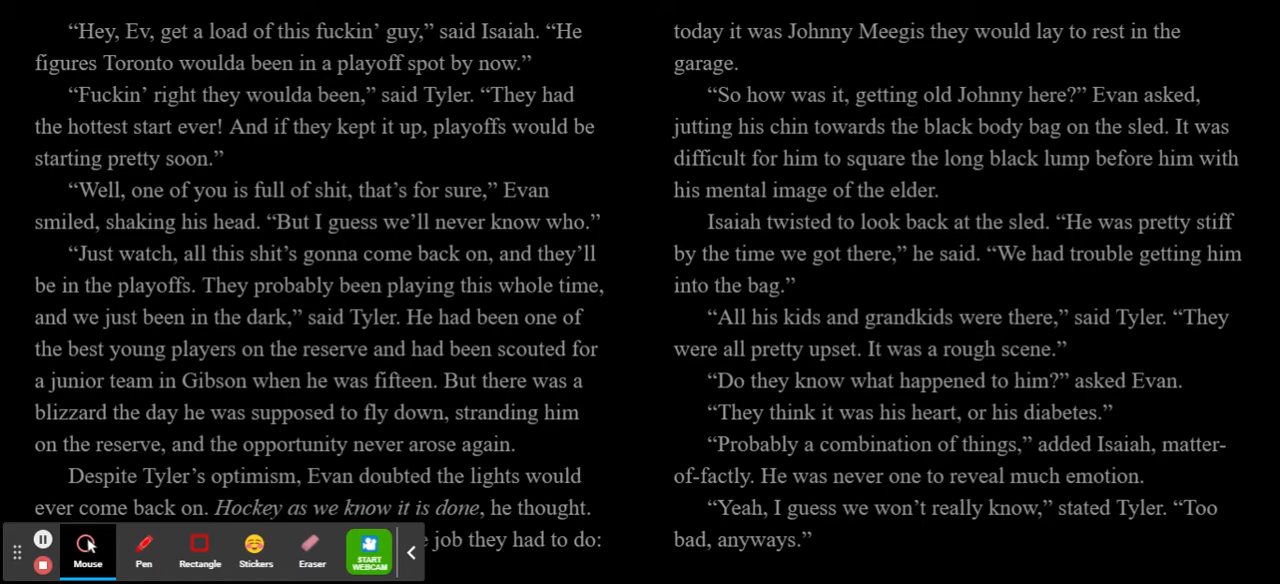 “Hey, Ev, get a load of this fuckin’ guy,” said Isaiah. “He
figures Toronto woulda been in a playoff spot by now.”
“Fuckin’ right they woulda been,” said Tyler. “They had
the hottest start ever! And if they kept it up, playoffs would be
starting pretty soon.”
“Well, one of you is full of shit, that’s for sure,” Evan
smiled, shaking his head. “But I guess we’ll never know who.”
“Just watch, all this shit’s gonna come back on, and they’ll
be in the playoffs. They probably been playing this whole time,
and we just been in the dark,” said Tyler. He had been one of
the best young players on the reserve and had been scouted for
a junior team in Gibson when he was fifteen. But there was a
blizzard the day he was supposed to fly down, stranding him
on the reserve, and the opportunity never arose again.
Despite Tyler’s optimism, Evan doubted the lights would
ever come back on. Hockey as we know it is done, he thought.
job they had to do:
today it was Johnny Meegis they would lay to rest in the
garage.
“So how was it, getting old Johnny here?” Evan asked,
jutting his chin towards the black body bag on the sled. It was
difficult for him to square the long black lump before him with
his mental image of the elder.
Isaiah twisted to look back at the sled. “He was pretty stiff
by the time we got there,” he said. “We had trouble getting him
into the bag.”
“All his kids and grandkids were there,” said Tyler. “They
were all pretty upset. It was a rough scene.”
“Do they know what happened to him?” asked Evan.
“They think it was his heart, or his diabetes.”
“Probably a combination of things,” added Isaiah, matter-
of-factly. He was never one to reveal much emotion.
“Yeah, I guess we won’t really know,” stated Tyler. “Too
bad, anyways.”
Mouse
Pen
Rectangle
Stickers
Eraser
START
WEBCAM